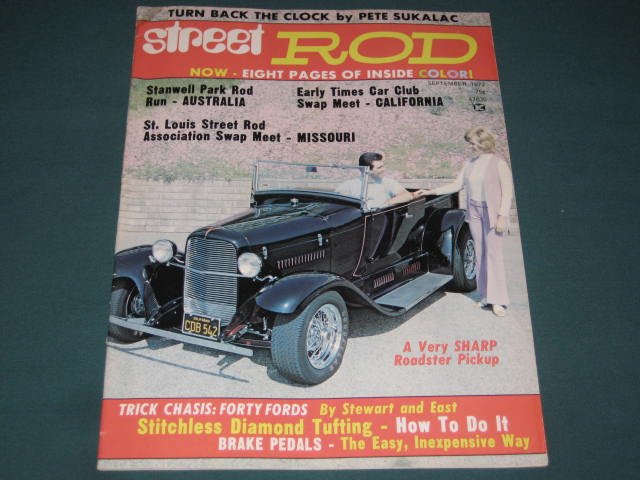 TURN BACK THE CLOCK by PETE SUKALAC
street ROD
NOW - EIGHT PAGES OF INSIDE COLOR!
SEPTEMBER 1972
75¢
47830
K
Stanwell Park Rod
Run - AUSTRALIA
Early Times Car Club
Swap Meet - CALIFORNIA
St. Louis Street Rod
Association Swap Meet - MISSOURI
CALIFORNIA
CDB 542
A Very SHARP
Roadster Pickup
TRICK CHASIS: FORTY FORDS By Stewart and East
Stitchless Diamond Tufting - How To Do It
BRAKE PEDALS - The Easy, Inexpensive Way